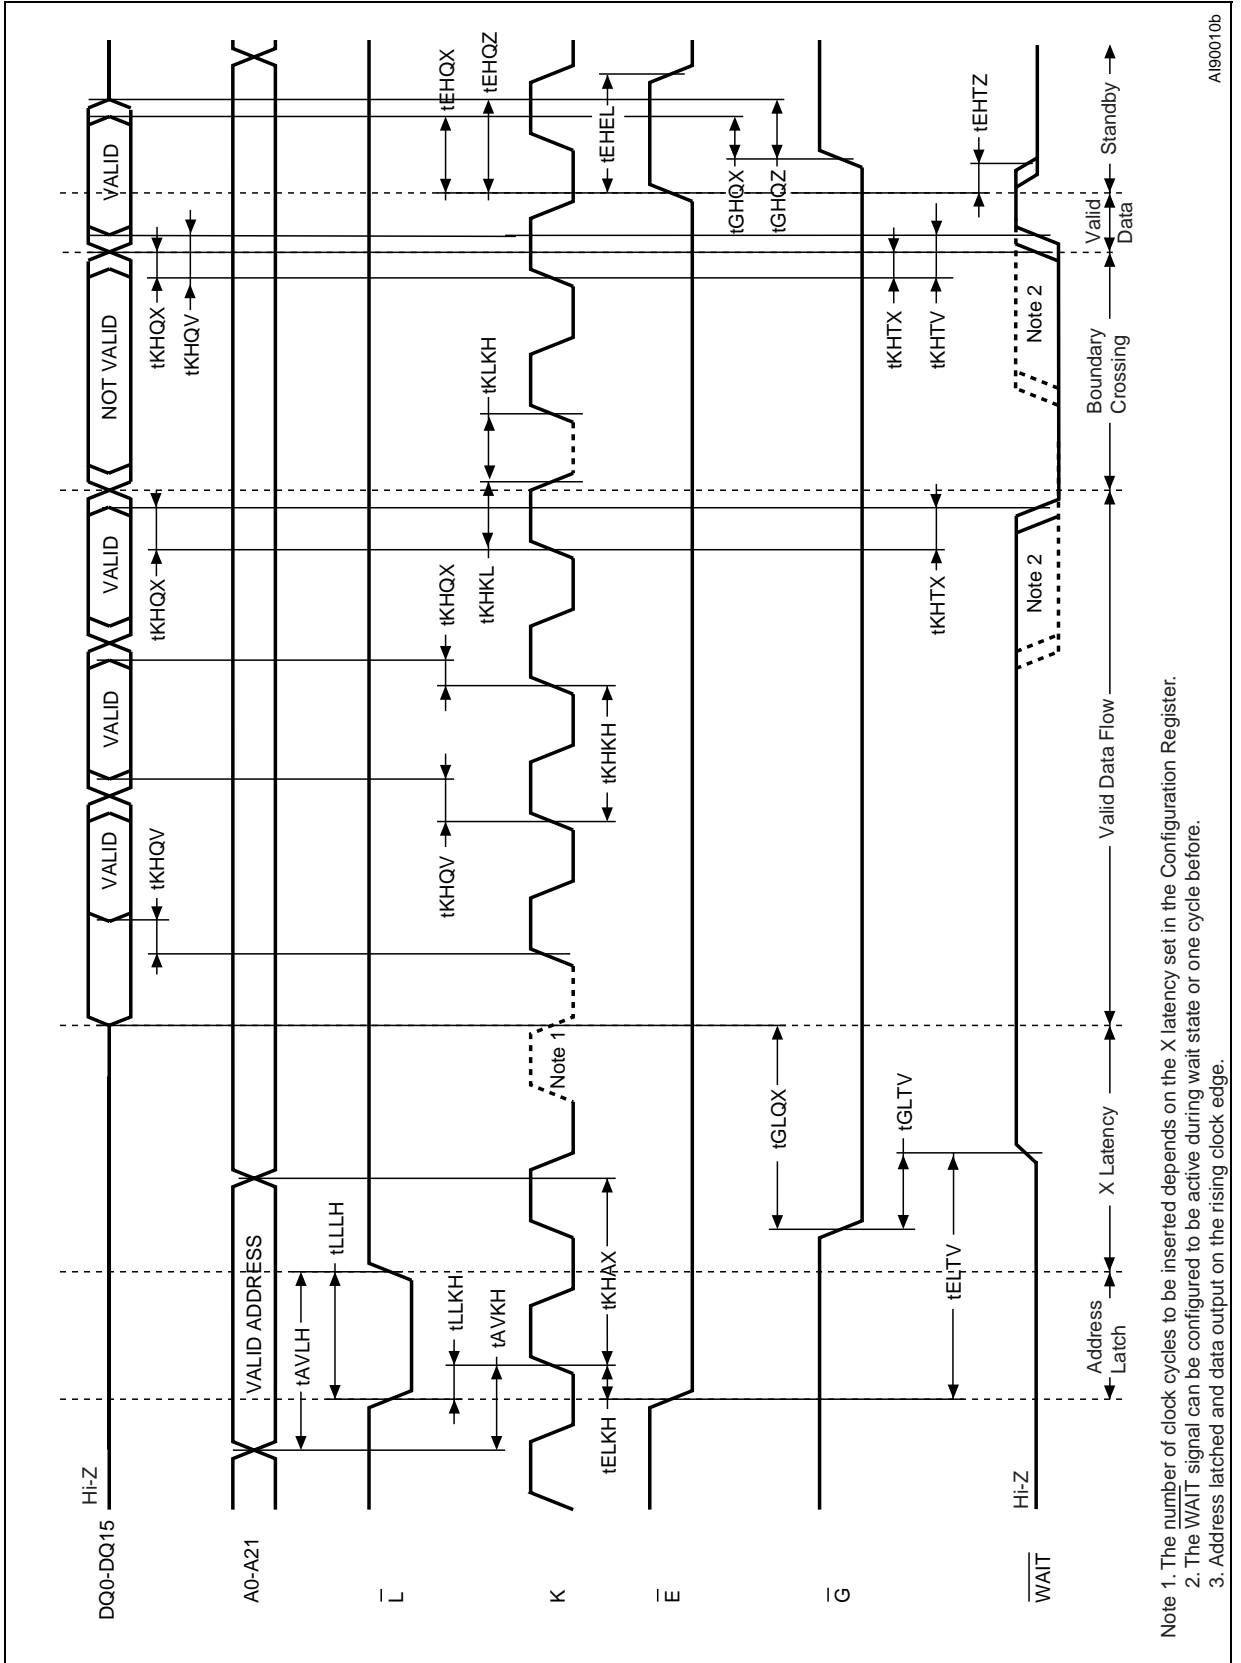 DQ0-DQ15
Hi-Z
VALID
VALID
VALID
NOT VALID
VALID
tKHQV
tKHQX
tKHQX
tKHQV
A0-A21
VALID ADDRESS
tAVLH
L
tLLLH
tLLKH
tAVKH
tKHQV
tKHQX
tKHKL
tKLKH
tEHQX
tEHQZ
K
Note 1
tELKH
tKHAX
tKHKH
tEHEL
E
tGHQX
tGHQZ
G
tGLQX
tGLTV
tELTV
tKHTX
tKHTX
tKHTV
tEHTZ
WAIT
Hi-Z
Note 2
Note 2
Address
Latch
X Latency
Valid Data Flow
Boundary
Crossing
Valid
Data
Standby
Note 1. The number of clock cycles to be inserted depends on the X latency set in the Configuration Register.
2. The WAIT signal can be configured to be active during wait state or one cycle before.
3. Address latched and data output on the rising clock edge.
AI90010b